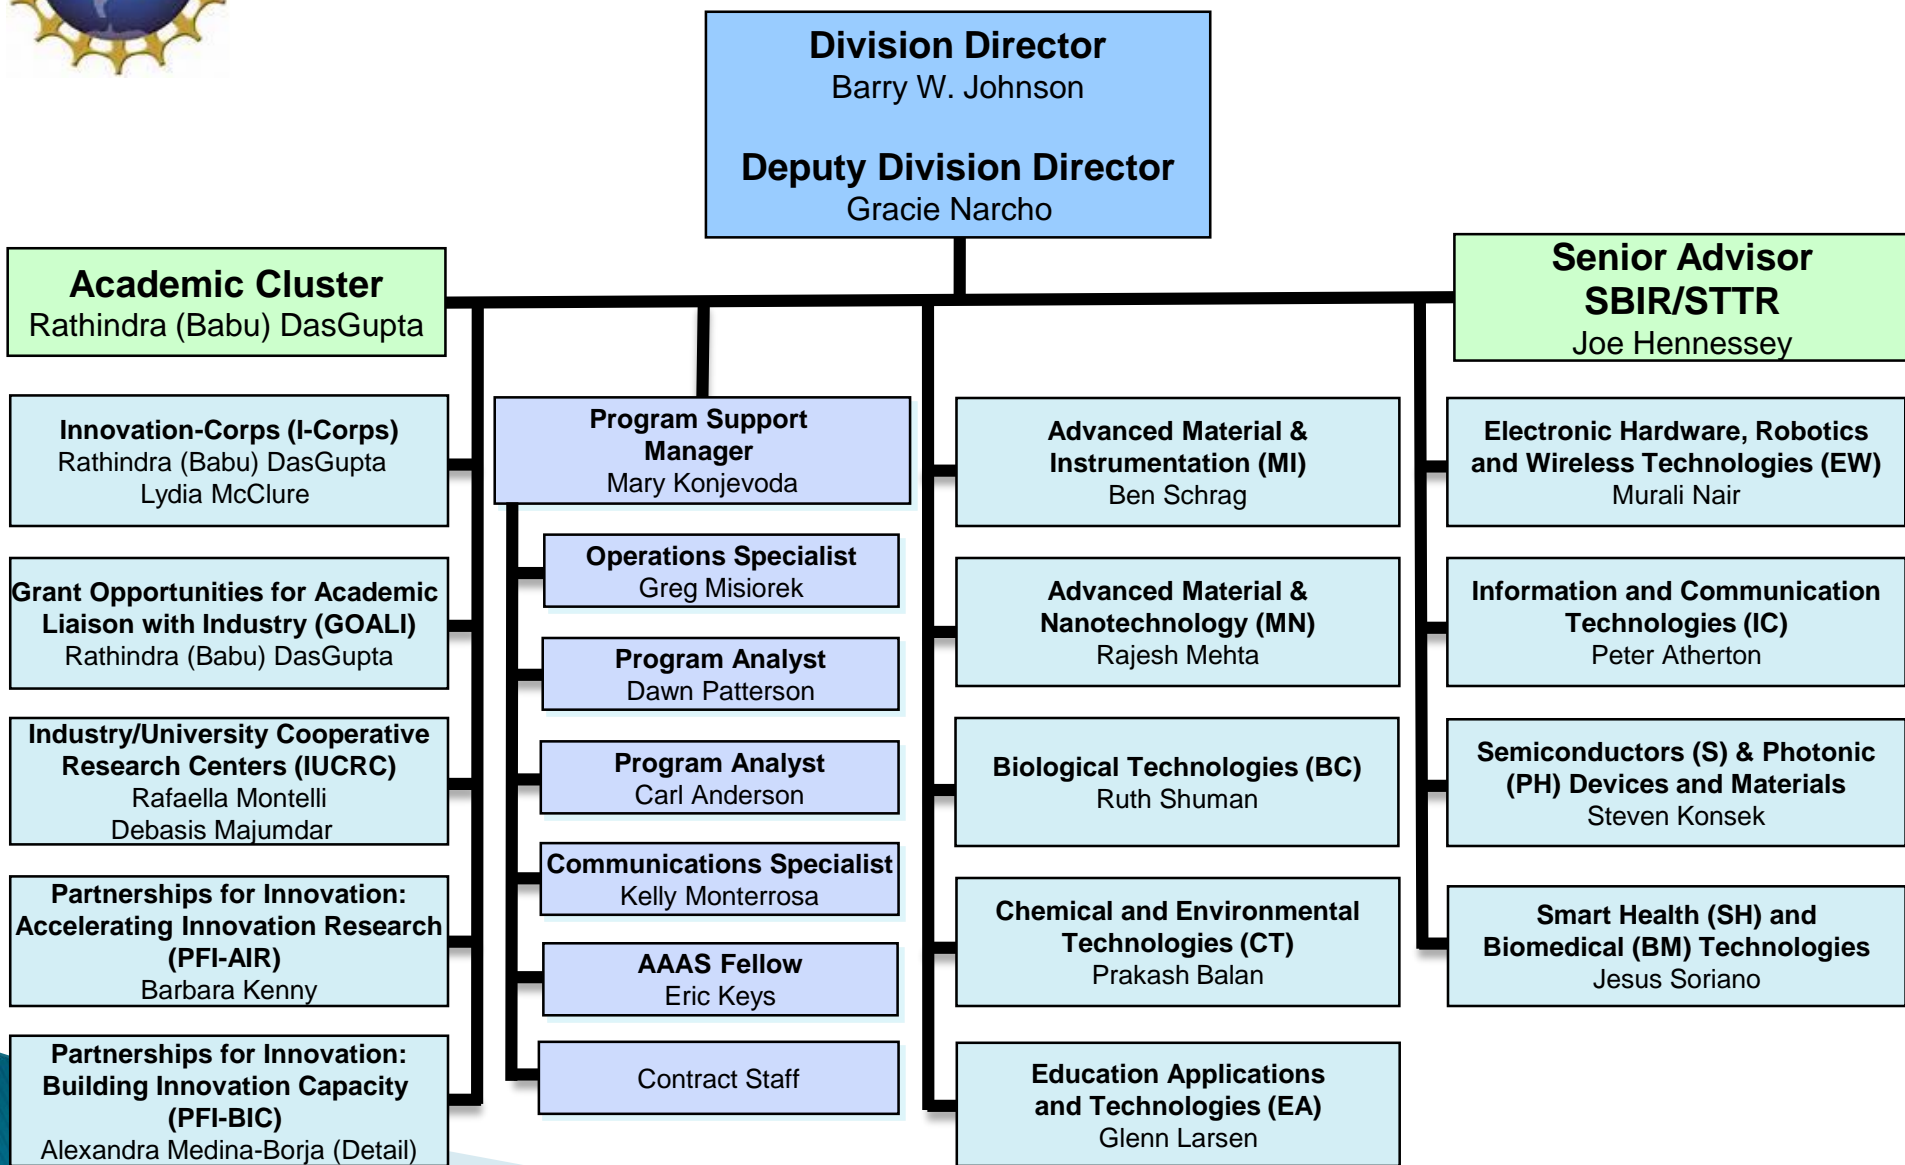 Division Director
Barry W. Johnson
Deputy Division Director
Gracie Narcho
Academic Cluster
Rathindra (Babu) DasGupta
Senior Advisor
SBIR/STTR
Joe Hennessey
Innovation-Corps (I-Corps)
Rathindra (Babu) DasGupta
Lydia McClure
Grant Opportunities for Academic
Liaison with Industry (GOALI)
Rathindra (Babu) DasGupta
Industry/University Cooperative
Research Centers (IUCRC)
Rafaella Montelli
Debasis Majumdar
Partnerships for Innovation:
Accelerating Innovation Research
(PFI-AIR)
Barbara Kenny
Partnerships for Innovation:
Building Innovation Capacity
(PFI-BIC)
Alexandra Medina-Borja (Detail)
Program Support
Manager
Mary Konjevoda
Operations Specialist
Greg Misiorek
Program Analyst
Dawn Patterson
Program Analyst
Carl Anderson
Communications Specialist
Kelly Monterrosa
AAAS Fellow
Eric Keys
Contract Staff
Advanced Material &
Instrumentation (MI)
Ben Schrag
Advanced Material &
Nanotechnology (MN)
Rajesh Mehta
Biological Technologies (BC)
Ruth Shuman
Chemical and Environmental
Technologies (CT)
Prakash Balan
Education Applications
and Technologies (EA)
Glenn Larsen
Electronic Hardware, Robotics
and Wireless Technologies (EW)
Murali Nair
Information and Communication
Technologies (IC)
Peter Atherton
Semiconductors (S) & Photonic
(PH) Devices and Materials
Steven Konsek
Smart Health (SH) and
Biomedical (BM) Technologies
Jesus Soriano